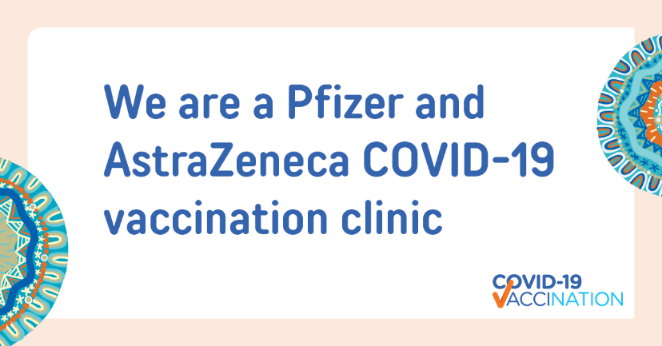 We are a Pfizer and
AstraZeneca COVID-19
vaccination clinic
COVID-19
VACCINATION